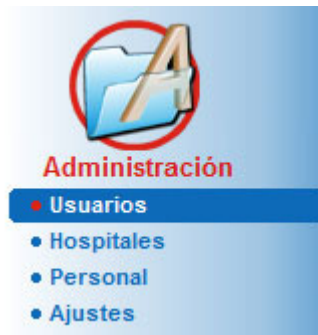 A
Administración
Usuarios
Hospitales
Personal
Ajustes